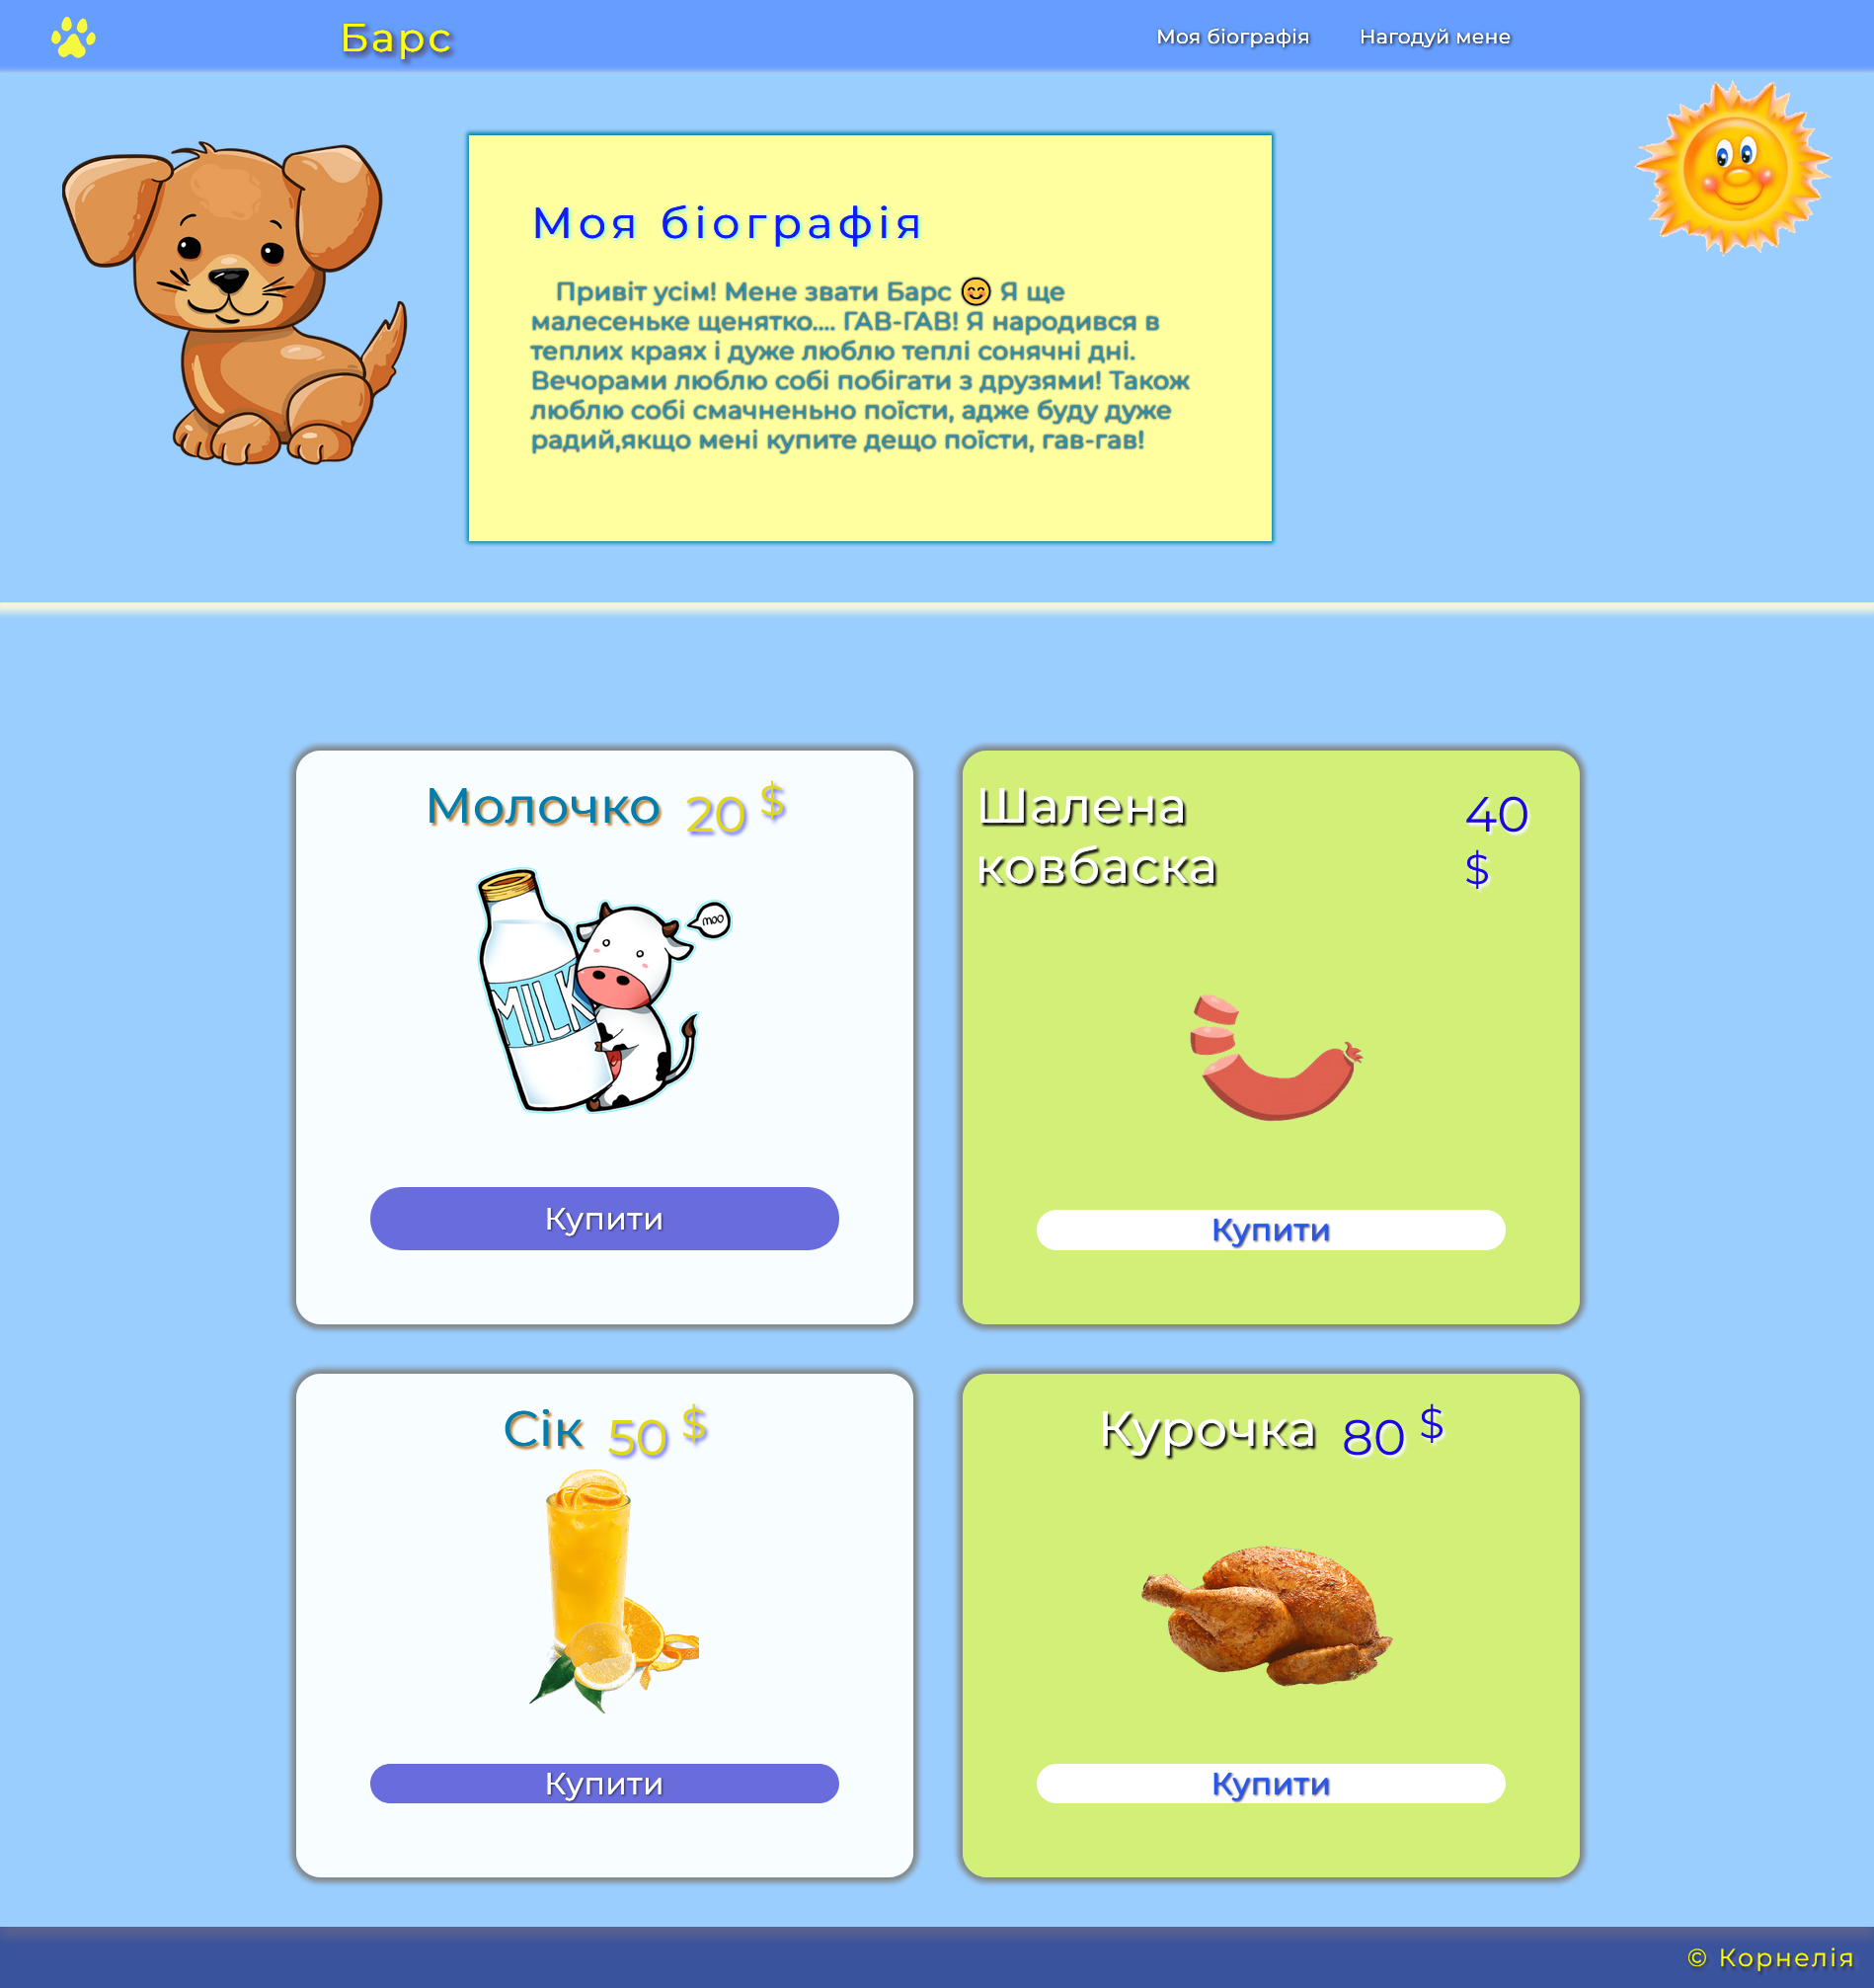 Барс
Моя біографія
Нагодуй мене
Моя біографія
Привіт усім! Мене звати Барс 😊 Я ще
малесеньке щенятко.... ГАВ-ГАВ! Я народився в
теплих краях і дуже люблю теплі сонячні дні.
Вечорами люблю собі побігати з друзями! Також
люблю собі смачненьно поїсти, адже буду дуже
радий,якщо мені купите дещо поїсти, гав-гав!
Молочко 20 $
moo
MILK
Купити
Шалена
ковбаска
40
$
Купити
Сік 50 $
Купити
Курочка 80 $
Купити
© Корнелія